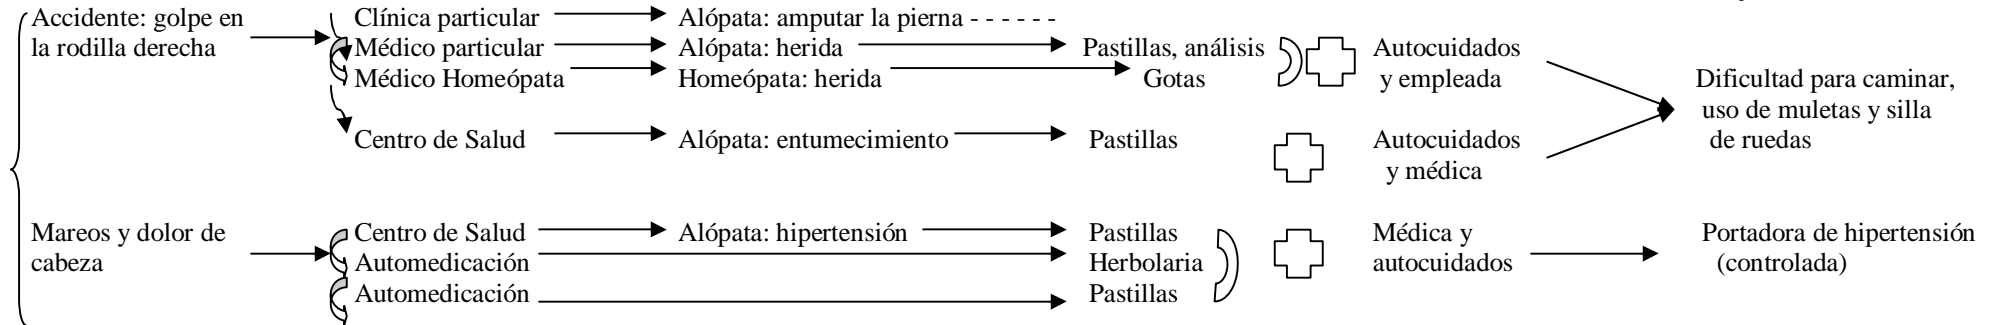 Accidente: golpe en
la rodilla derecha
Clínica particular
Alópata: amputar la pierna - - - - - -
Médico particular
Alópata: herida
Pastillas, análisis
Autocuidados
y empleada
Médico Homeópata
Homeópata: herida
Gotas
Dificultad para caminar,
uso de muletas y silla
de ruedas
Centro de Salud
Alópata: entumecimiento
Pastillas
Autocuidados
y médica
Mareos y dolor de
cabeza
Centro de Salud
Alópata: hipertensión
Pastillas
Médica y
autocuidados
Portadora de hipertensión
(controlada)
Automedicación
Herbolaria
Automedicación
Pastillas